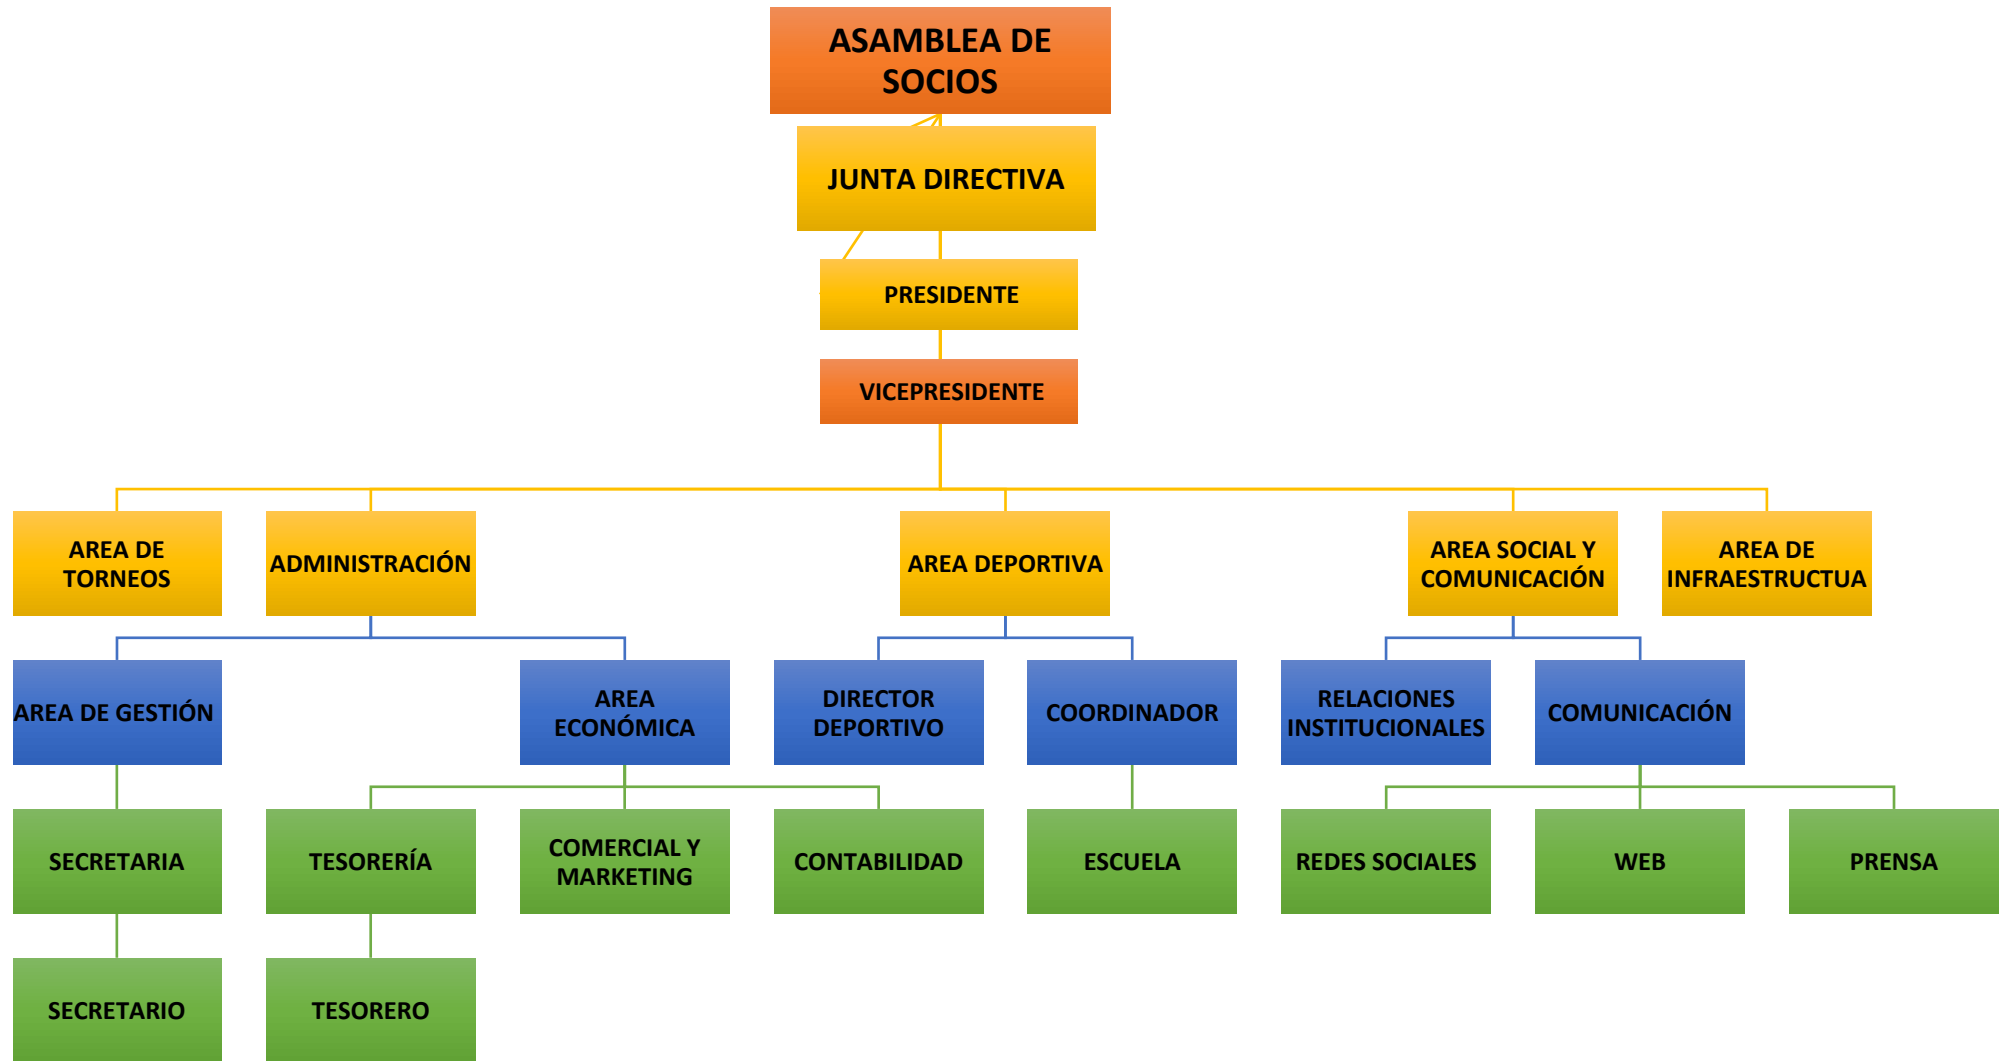 ASAMBLEA DE
SOCIOS
JUNTA DIRECTIVA
PRESIDENTE
VICEPRESIDENTE
AREA DE
TORNEOS
ADMINISTRACIÓN
AREA DEPORTIVA
AREA SOCIAL Y
COMUNICACIÓN
AREA DE
INFRAESTRUCTUA
AREA DE GESTIÓN
AREA
ECONÓMICA
DIRECTOR
DEPORTIVO
COORDINADOR
RELACIONES
INSTITUCIONALES
COMUNICACIÓN
SECRETARIA
TESORERÍA
COMERCIAL Y
MARKETING
CONTABILIDAD
ESCUELA
REDES SOCIALES
WEB
PRENSA
SECRETARIO
TESORERO